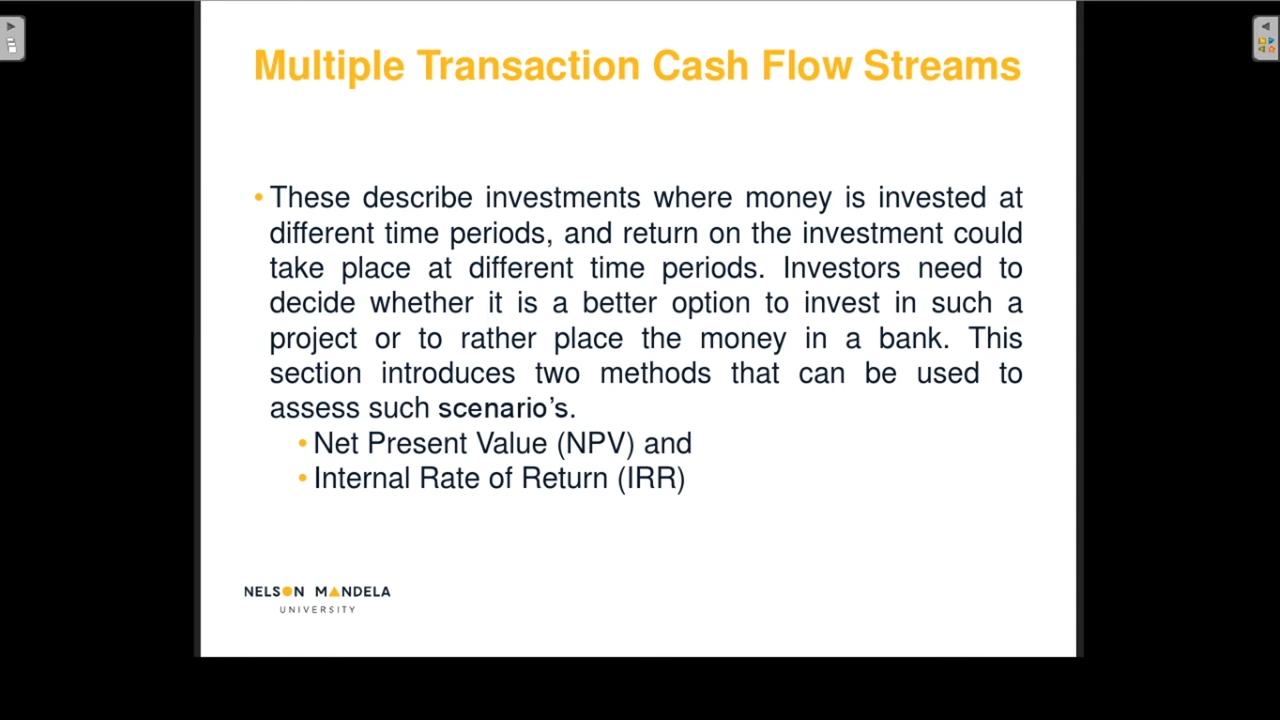 Multiple Transaction Cash Flow Streams
• These describe investments where money is invested at
different time periods, and return on the investment could
take place at different time periods. Investors need to
decide whether it is a better option to invest in such a
project or to rather place the money in a bank. This
section introduces two methods that can be used to
assess such scenario’s.
• Net Present Value (NPV) and
• Internal Rate of Return (IRR)
NELSON MANDELA
UNIVERSITY